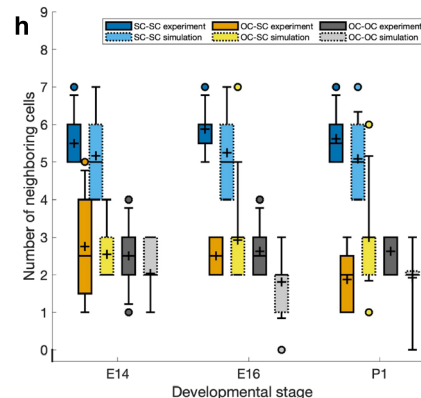 h
SC-SC experiment OC-SC experiment OC-OC experiment
SC-SC simulation OC-SC simulation OC-OC simulation
9
8
7
6
5
4
3
2
1
0
Number of neighboring cells
E14 E16 P1
Developmental stage